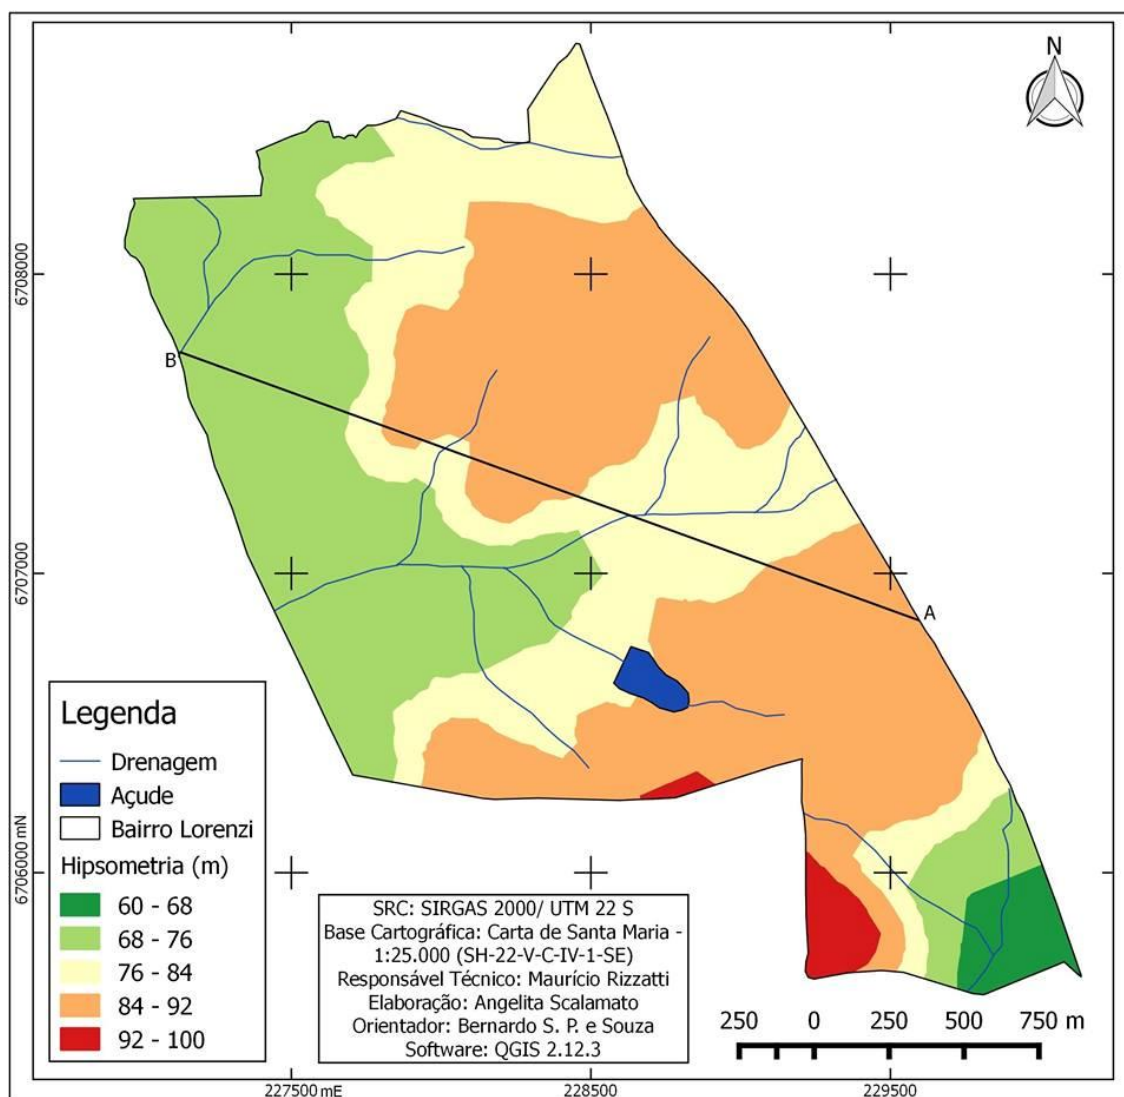 N
6708000
6707000
6706000 mN
B
A
Legenda
Drenagem
Açude
Bairro Lorenzi
Hipsometria (m)
60 - 68
68 - 76
76 - 84
84 - 92
92 - 100
SRC: SIRGAS 2000/ UTM 22 S
Base Cartográfica: Carta de Santa Maria -
1:25.000 (SH-22-V-C-IV-1-SE)
Responsável Técnico: Maurício Rizzatti
Elaboração: Angelita Scalamato
Orientador: Bernardo S. P. e Souza
Software: QGIS 2.12.3
250 0 250 500 750 m
227500 mE 228500 229500